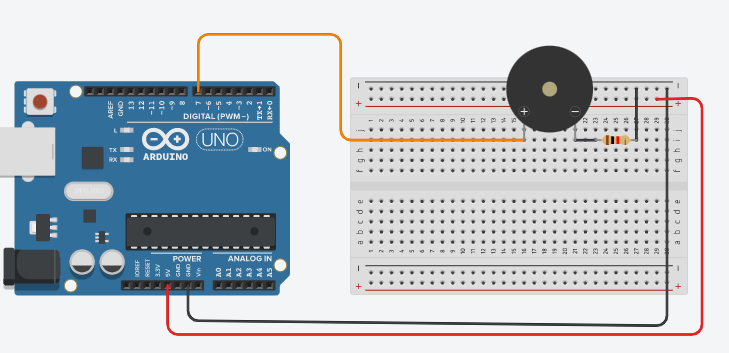 AREF
GND
13
12
~11
~10
~9
8
7
~6
~5
4
~3
2
TX→1
RX←0
DIGITAL (PWM~)
L
TX
RX
ARDUINO
UNO
ON
POWER
ANALOG IN
IOREF
RESET
3.3V
5V
GND
GND
Vin
A0
A1
A2
A3
A4
A5
+
−
− +
− +
j i h g f
e d c b a
− +
− +